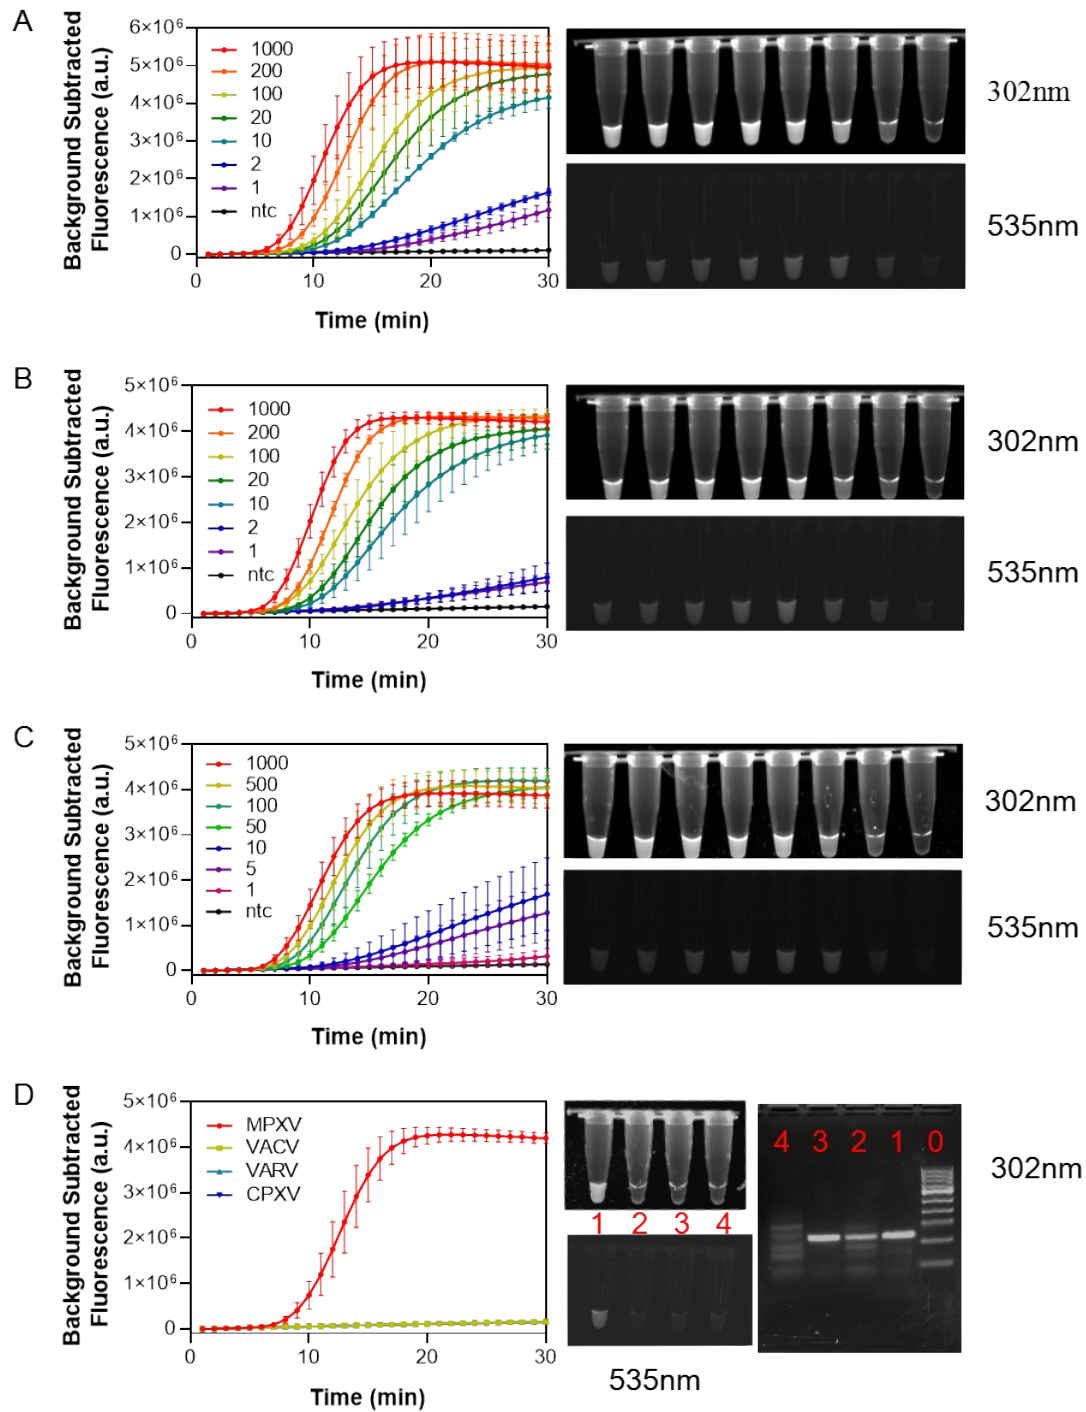 A
Background Subtracted
Fluorescence (a.u.)
6×10⁶
5×10⁶
4×10⁶
3×10⁶
2×10⁶
1×10⁶
0
1000
200
100
20
10
2
1
ntc
0 10 20 30
Time (min)
302nm
535nm
B
Background Subtracted
Fluorescence (a.u.)
5×10⁶
4×10⁶
3×10⁶
2×10⁶
1×10⁶
0
1000
200
100
20
10
2
1
ntc
0 10 20 30
Time (min)
302nm
535nm
C
Background Subtracted
Fluorescence (a.u.)
5×10⁶
4×10⁶
3×10⁶
2×10⁶
1×10⁶
0
1000
500
100
50
10
5
1
ntc
0 10 20 30
Time (min)
302nm
535nm
D
Background Subtracted
Fluorescence (a.u.)
5×10⁶
4×10⁶
3×10⁶
2×10⁶
1×10⁶
0
MPXV
VACV
VARV
CPXV
0 10 20 30
Time (min)
1 2 3 4
535nm
4 3 2 1 0
302nm